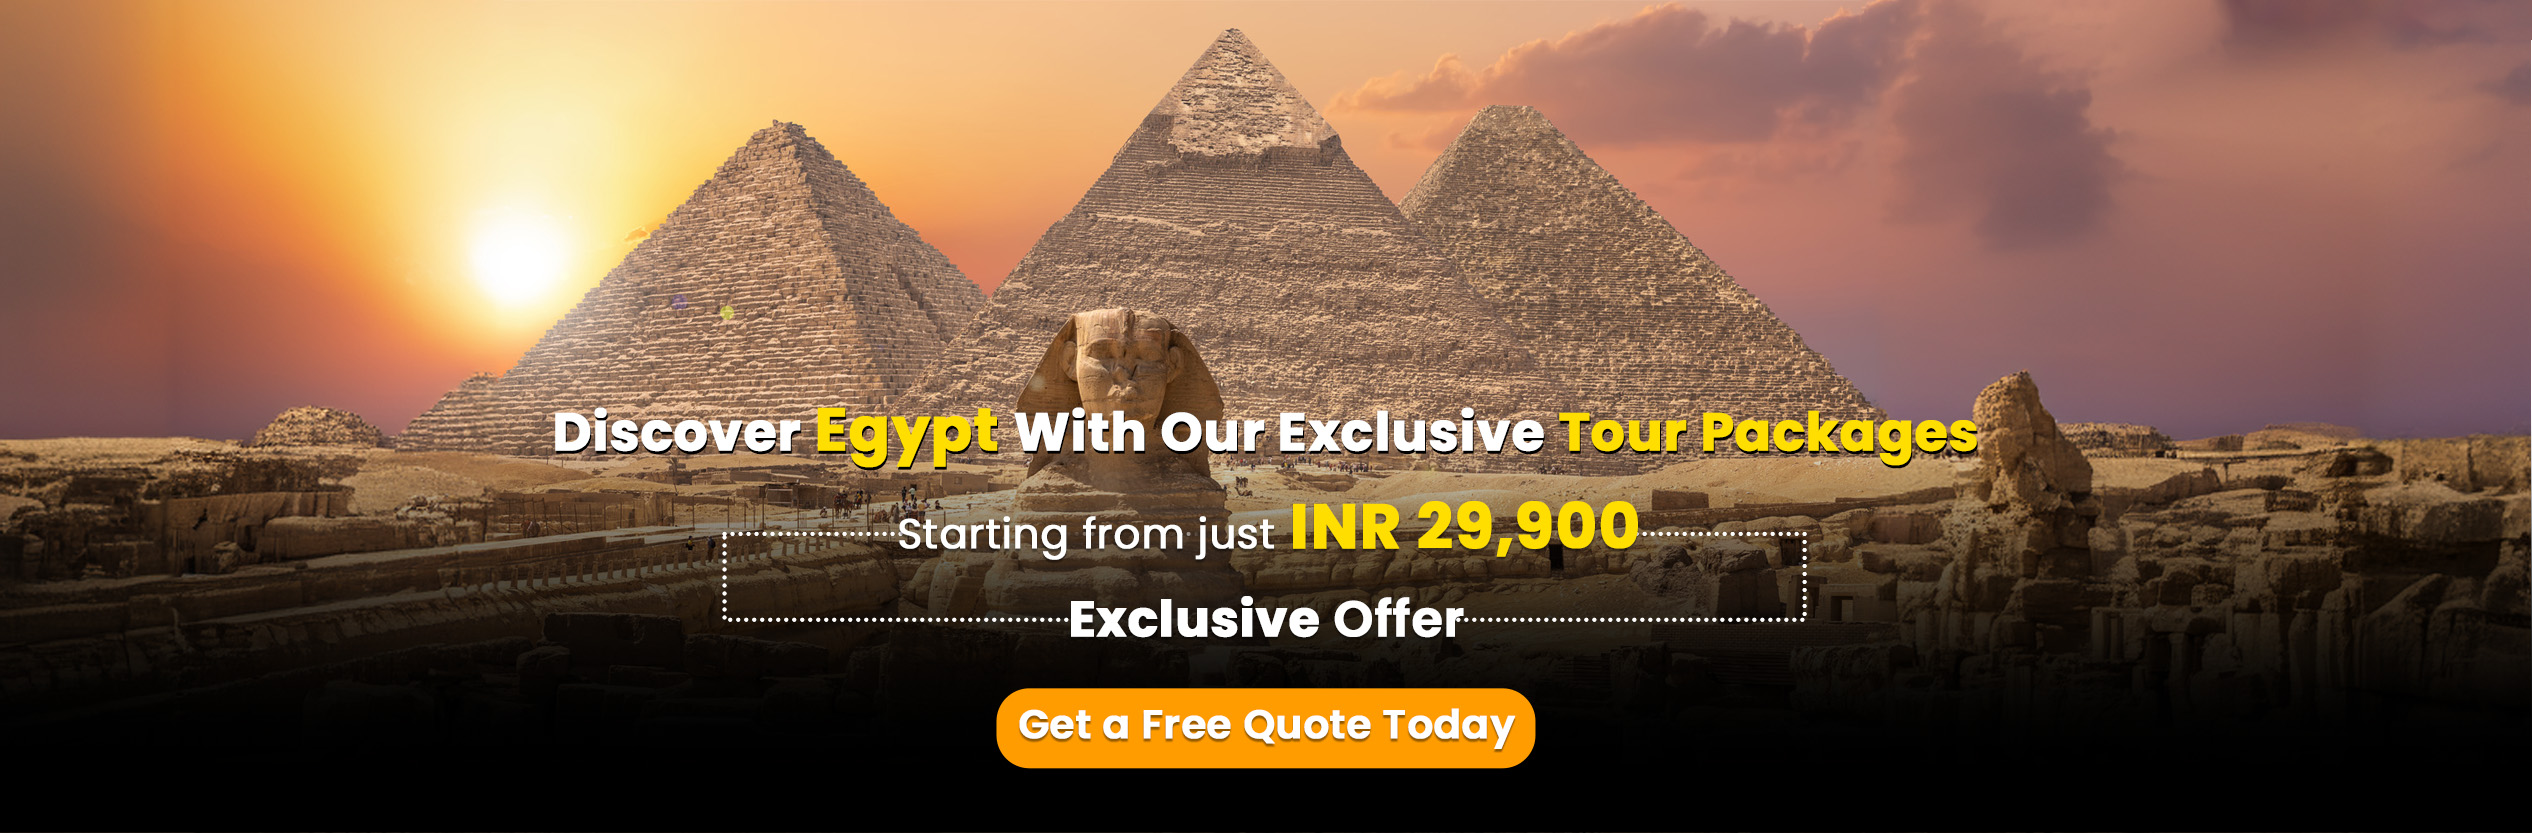 Discover Egypt With Our Exclusive Tour Packages
Starting from just INR 29,900
Exclusive Offer
Get a Free Quote Today